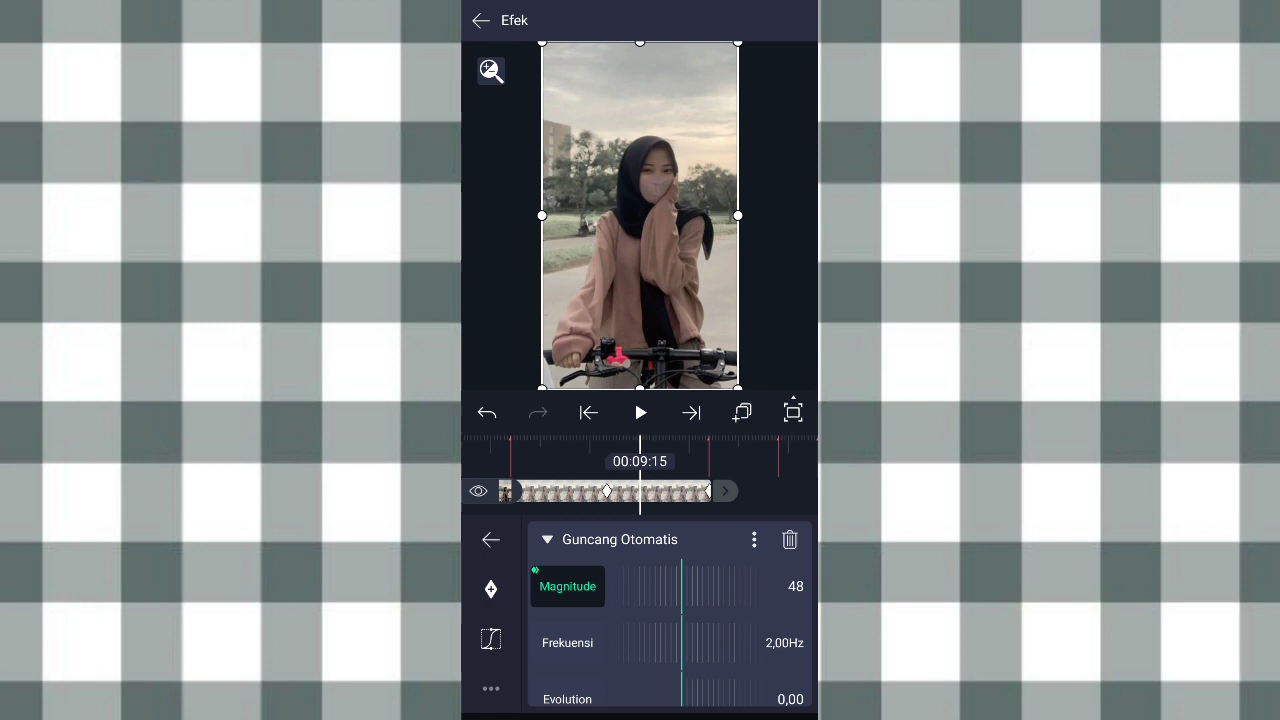 Efek
00:09:15
Guncang Otomatis
Magnitude 48
Frekuensi 2,00Hz
Evolution 0,00